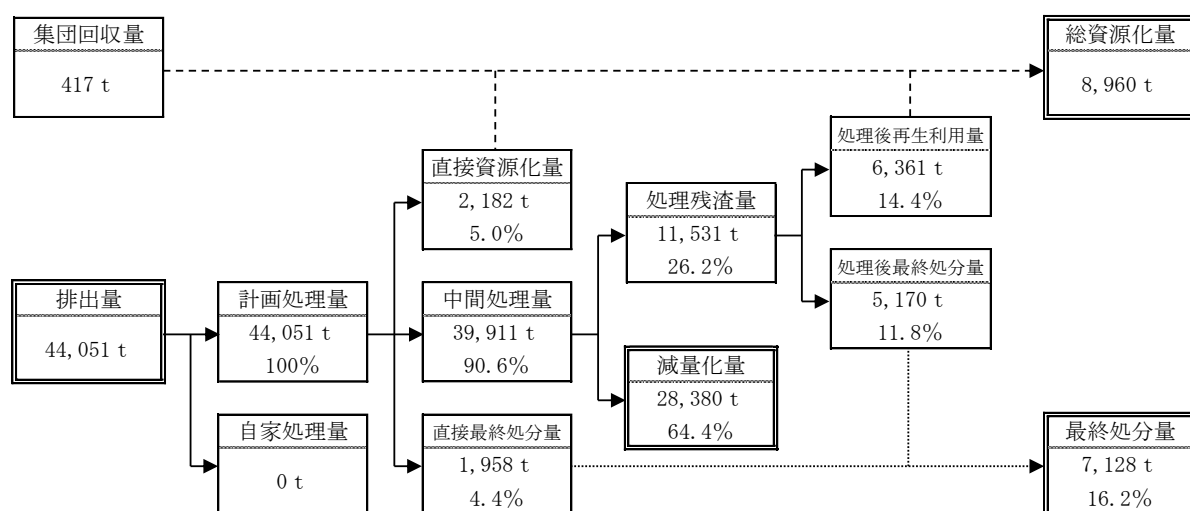 集団回収量
417 t
総資源化量
8,960 t
直接資源化量
2,182 t
5.0%
処理残渣量
11,531 t
26.2%
処理後再生利用量
6,361 t
14.4%
処理後最終処分量
5,170 t
11.8%
排出量
44,051 t
計画処理量
44,051 t
100%
中間処理量
39,911 t
90.6%
減量化量
28,380 t
64.4%
自家処理量
0 t
直接最終処分量
1,958 t
4.4%
最終処分量
7,128 t
16.2%